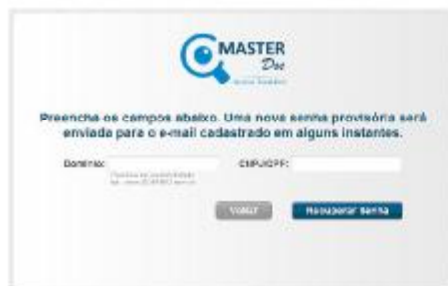 MASTER
Doc
Preencha os campos abaixo. Uma nova senha provisória será
enviada para o e-mail cadastrado em alguns instantes.
Domínio: CNPJ/CPF:
Voltar Recuperar Senha